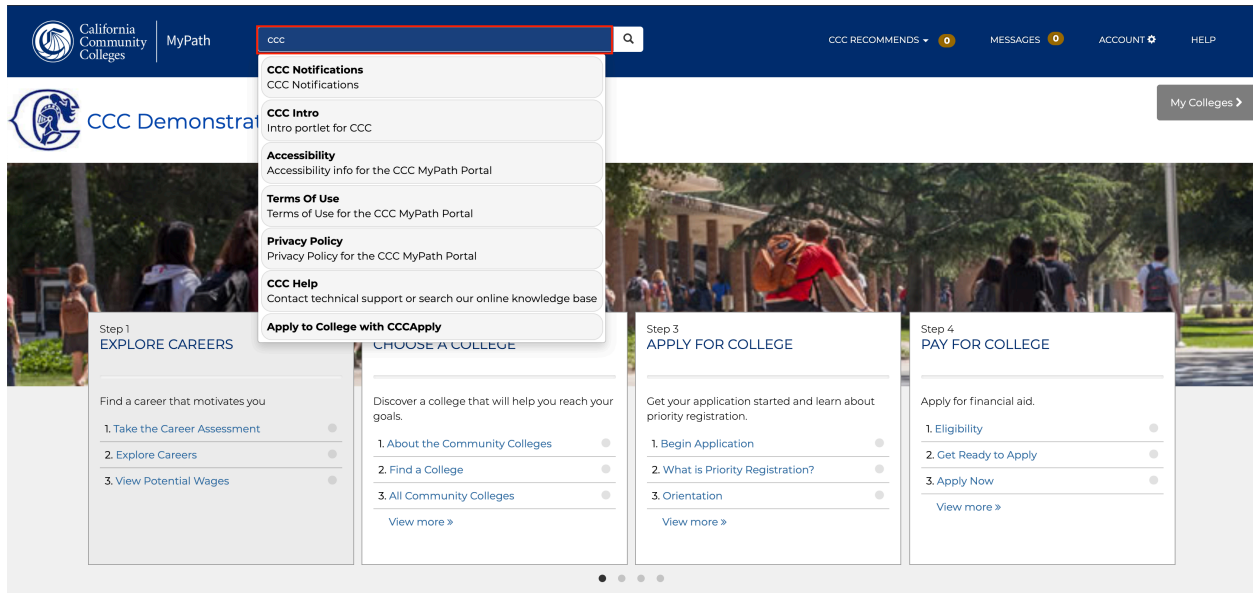 California
Community
Colleges
MyPath
ccc
CCC RECOMMENDS 0
MESSAGES 0
ACCOUNT
HELP
CCC Notifications
CCC Notifications
CCC Intro
Intro portlet for CCC
Accessibility
Accessibility info for the CCC MyPath Portal
Terms Of Use
Terms of Use for the CCC MyPath Portal
Privacy Policy
Privacy Policy for the CCC MyPath Portal
CCC Help
Contact technical support or search our online knowledge base
Apply to College with CCCApply
CCC Demonstrat
My Colleges
Step 1
EXPLORE CAREERS
Find a career that motivates you
1. Take the Career Assessment
2. Explore Careers
3. View Potential Wages
CHOOSE A COLLEGE
Discover a college that will help you reach your
goals.
1. About the Community Colleges
2. Find a College
3. All Community Colleges
View more »
Step 3
APPLY FOR COLLEGE
Get your application started and learn about
priority registration.
1. Begin Application
2. What is Priority Registration?
3. Orientation
View more »
Step 4
PAY FOR COLLEGE
Apply for financial aid.
1. Eligibility
2. Get Ready to Apply
3. Apply Now
View more »